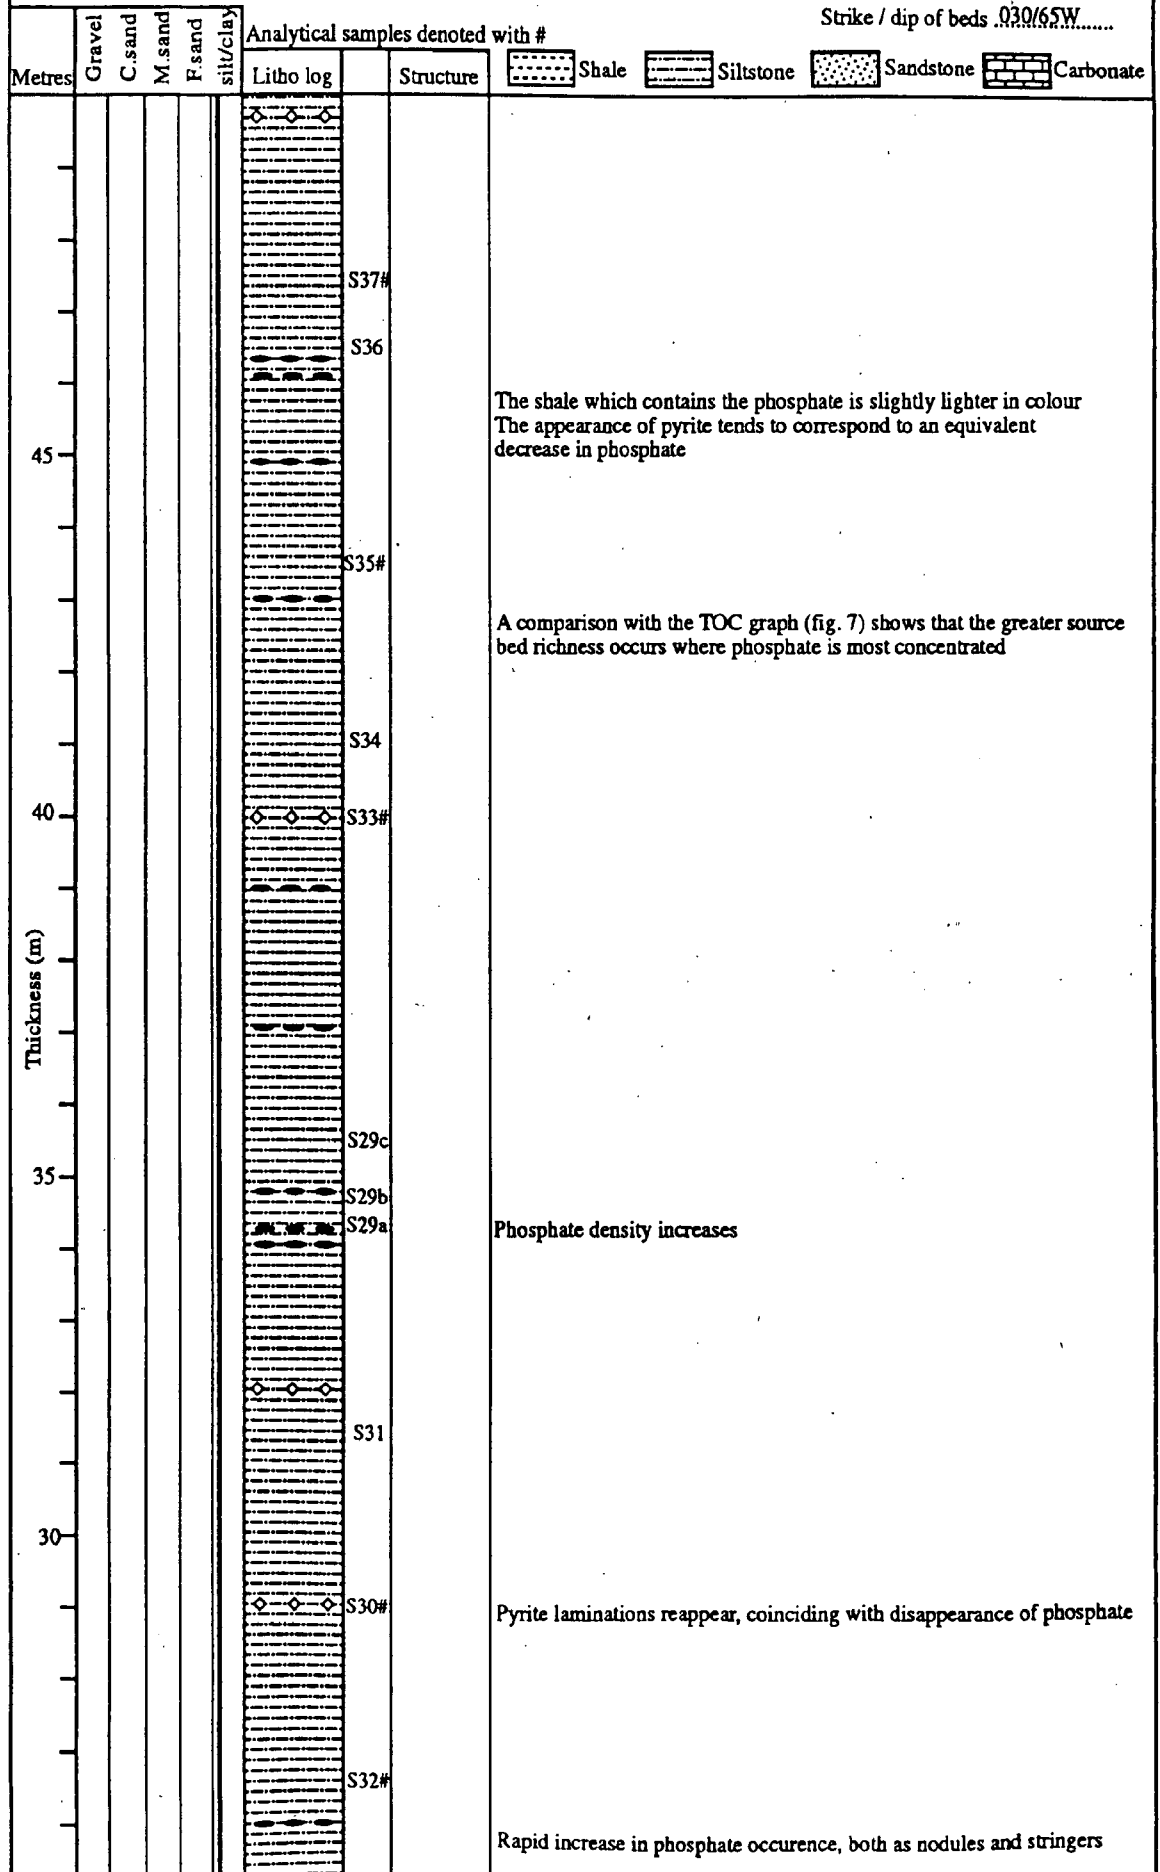 Strike / dip of beds .030/65W......
Gravel
C.sand
M.sand
F.sand
silt/clay
Analytical samples denoted with #
Metres
Litho log
Structure
Shale
Siltstone
Sandstone
Carbonate
S37#
S36
The shale which contains the phosphate is slightly lighter in colour
The appearance of pyrite tends to correspond to an equivalent
decrease in phosphate
45
S35#
A comparison with the TOC graph (fig. 7) shows that the greater source
bed richness occurs where phosphate is most concentrated
S34
40
S33#
Thickness (m)
S29c
35
S29b
S29a
Phosphate density increases
S31
30
S30#
Pyrite laminations reappear, coinciding with disappearance of phosphate
S32#
Rapid increase in phosphate occurence, both as nodules and stringers